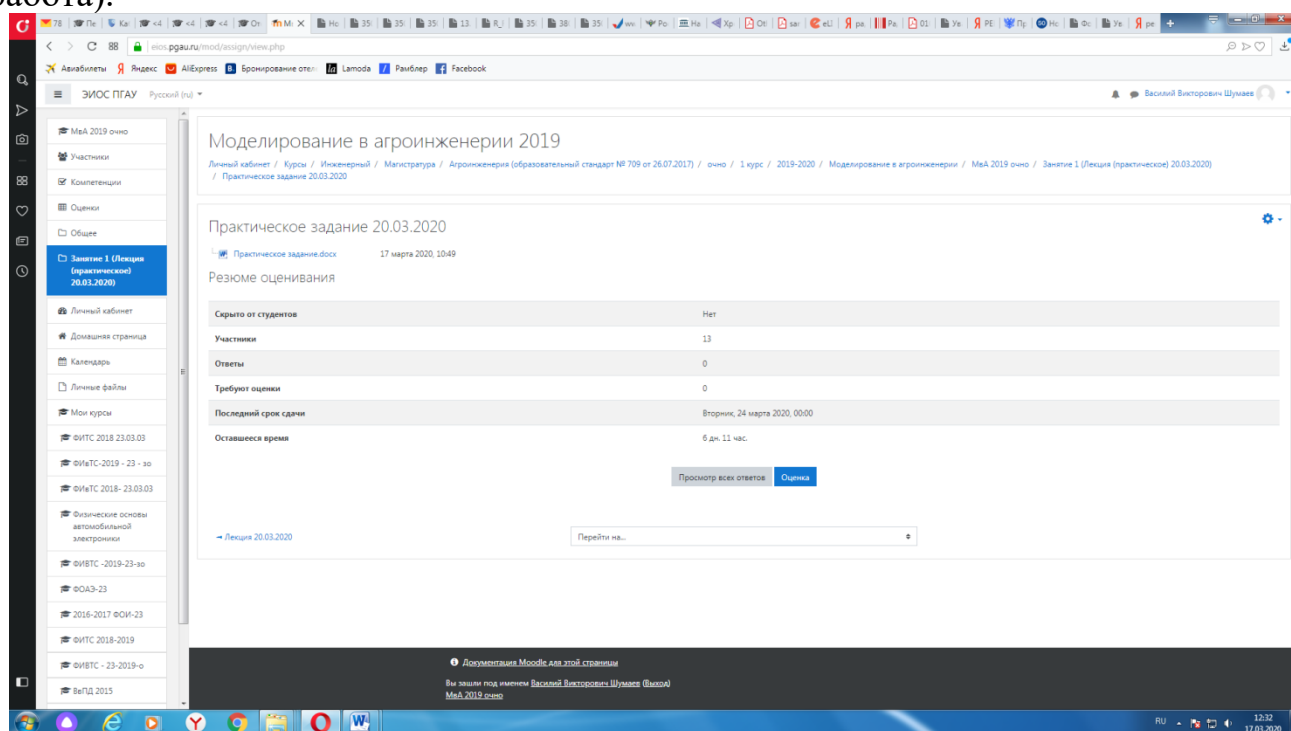 работа).
eios.pgau.ru/mod/assign/view.php
Авиабилеты Яндекс AliExpress Бронирование отел Lamoda Рамблер Facebook
ЭИОС ПГАУ Русский (ru)
Василий Викторович Шумаев
МвА 2019 очно
Участники
Компетенции
Оценки
Общее
Занятие 1 (Лекция
(практическое)
20.03.2020)
Личный кабинет
Домашняя страница
Календарь
Личные файлы
Мои курсы
ФИТС 2018 23.03.03
ФИвТС-2019 - 23 - зо
ФИвТС 2018- 23.03.03
Физические основы
автомобильной
электроники
ФИВТС -2019-23-зо
ФОАЭ-23
2016-2017 ФОИ-23
ФИТС 2018-2019
ФИВТС - 23-2019-о
ВвПД 2015
Моделирование в агроинженерии 2019
Личный кабинет / Курсы / Инженерный / Магистратура / Агроинженерия (образовательный стандарт № 709 от 26.07.2017) / очно / 1 курс / 2019-2020 / Моделирование в агроинженерии / МвА 2019 очно / Занятие 1 (Лекция (практическое) 20.03.2020)
/ Практическое задание 20.03.2020
Практическое задание 20.03.2020
Практическое задание.docx 17 марта 2020, 10:49
Резюме оценивания
Скрыто от студентов Нет
Участники 13
Ответы 0
Требуют оценки 0
Последний срок сдачи Вторник, 24 марта 2020, 00:00
Оставшееся время 6 дн. 11 час.
Просмотр всех ответов Оценка
→ Лекция 20.03.2020
Перейти на...
Документация Moodle для этой страницы
Вы зашли под именем Василий Викторович Шумаев (Выход)
МвА 2019 очно
RU
12:32
17.03.2020